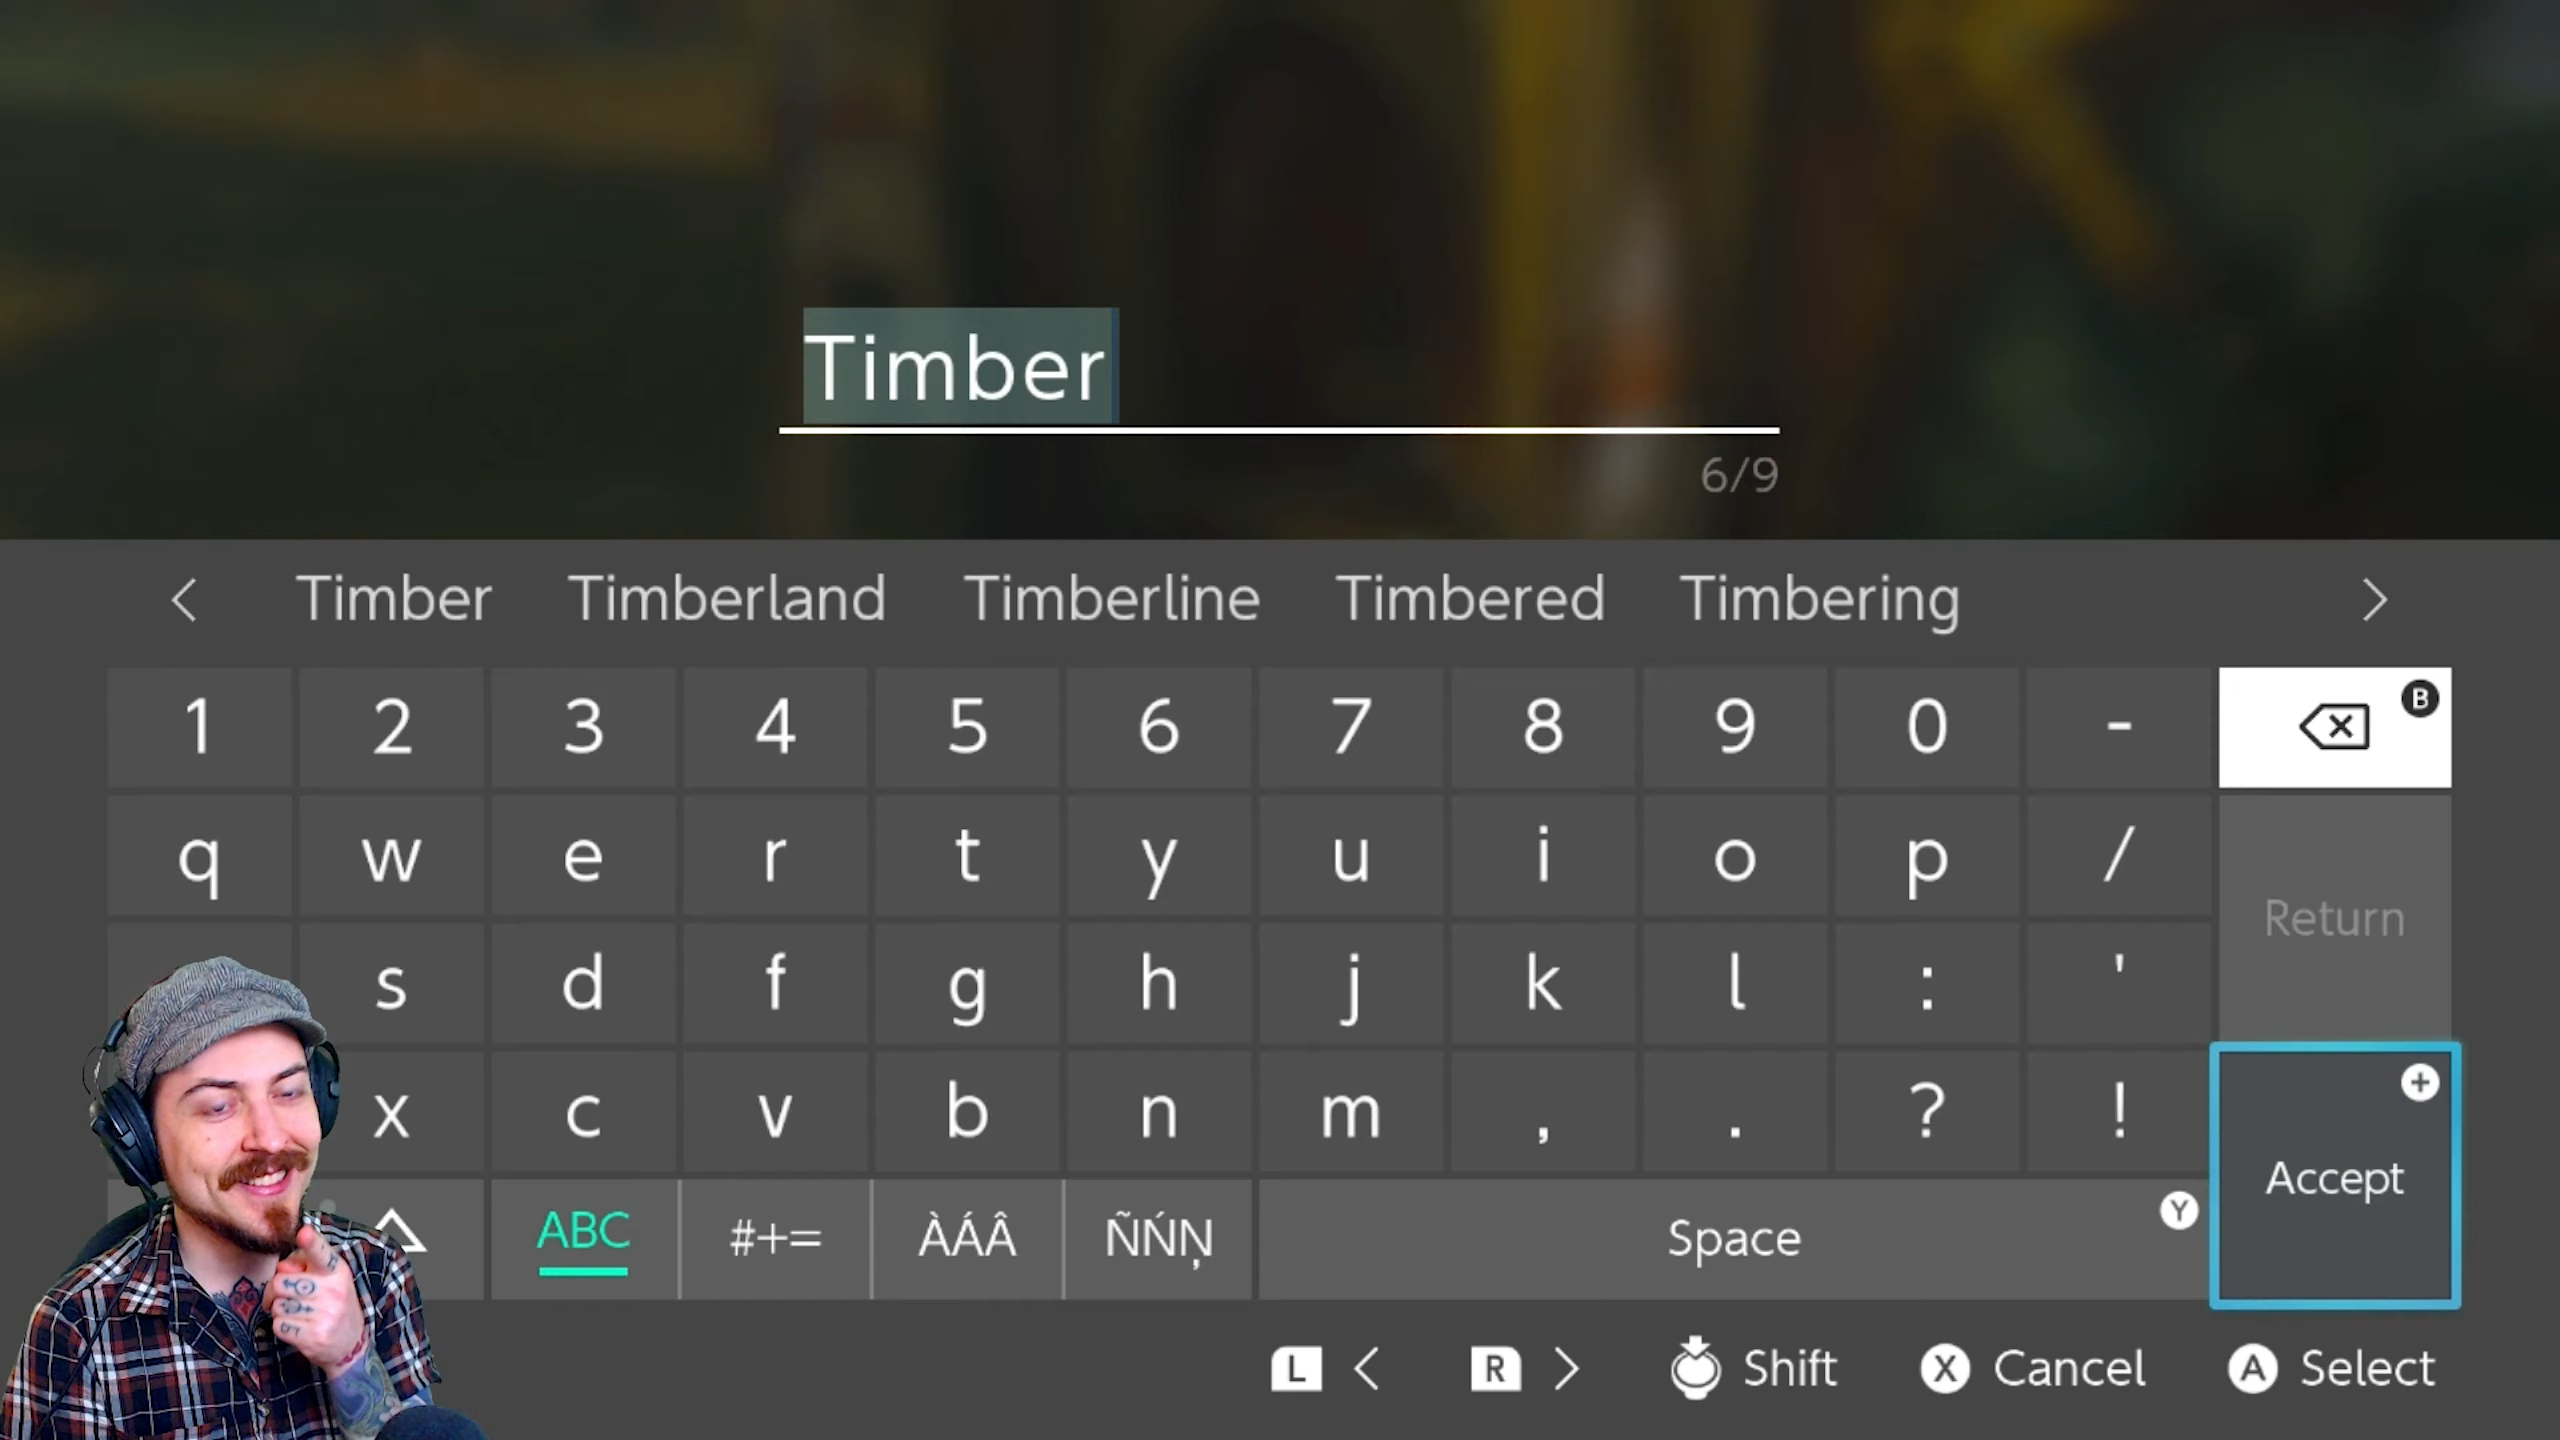 Timber
6/9
< Timber Timberland Timberline Timbered Timbering >
1 2 3 4 5 6 7 8 9 0 - B
q w e r t y u i o p /
Return
s d f g h j k l : '
x c v b n m , . ? ! +
Accept
ABC #+= ÀÁÂ ÑŃŅ Space Y
L < R > Shift X Cancel A Select